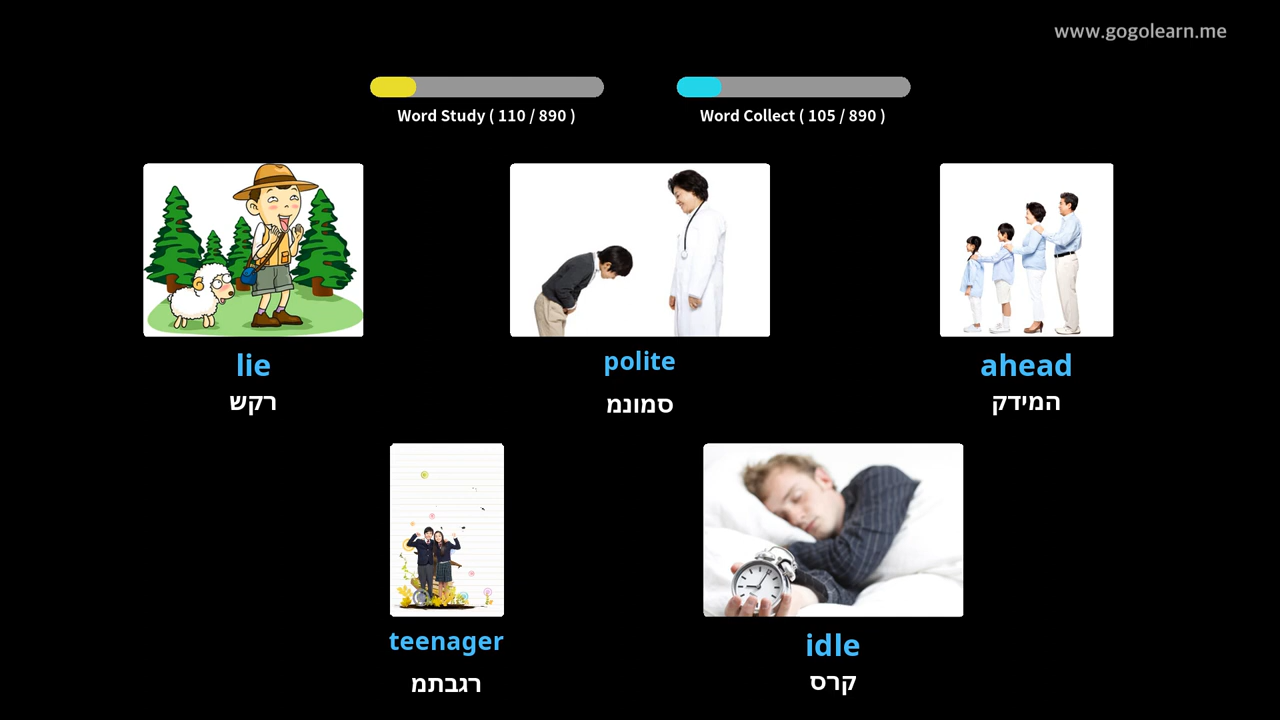 www.gogolearn.me
Word Study ( 110 / 890 )
Word Collect ( 105 / 890 )
lie
רקש
polite
סמונמ
ahead
המידק
teenager
רגבתמ
idle
קרס